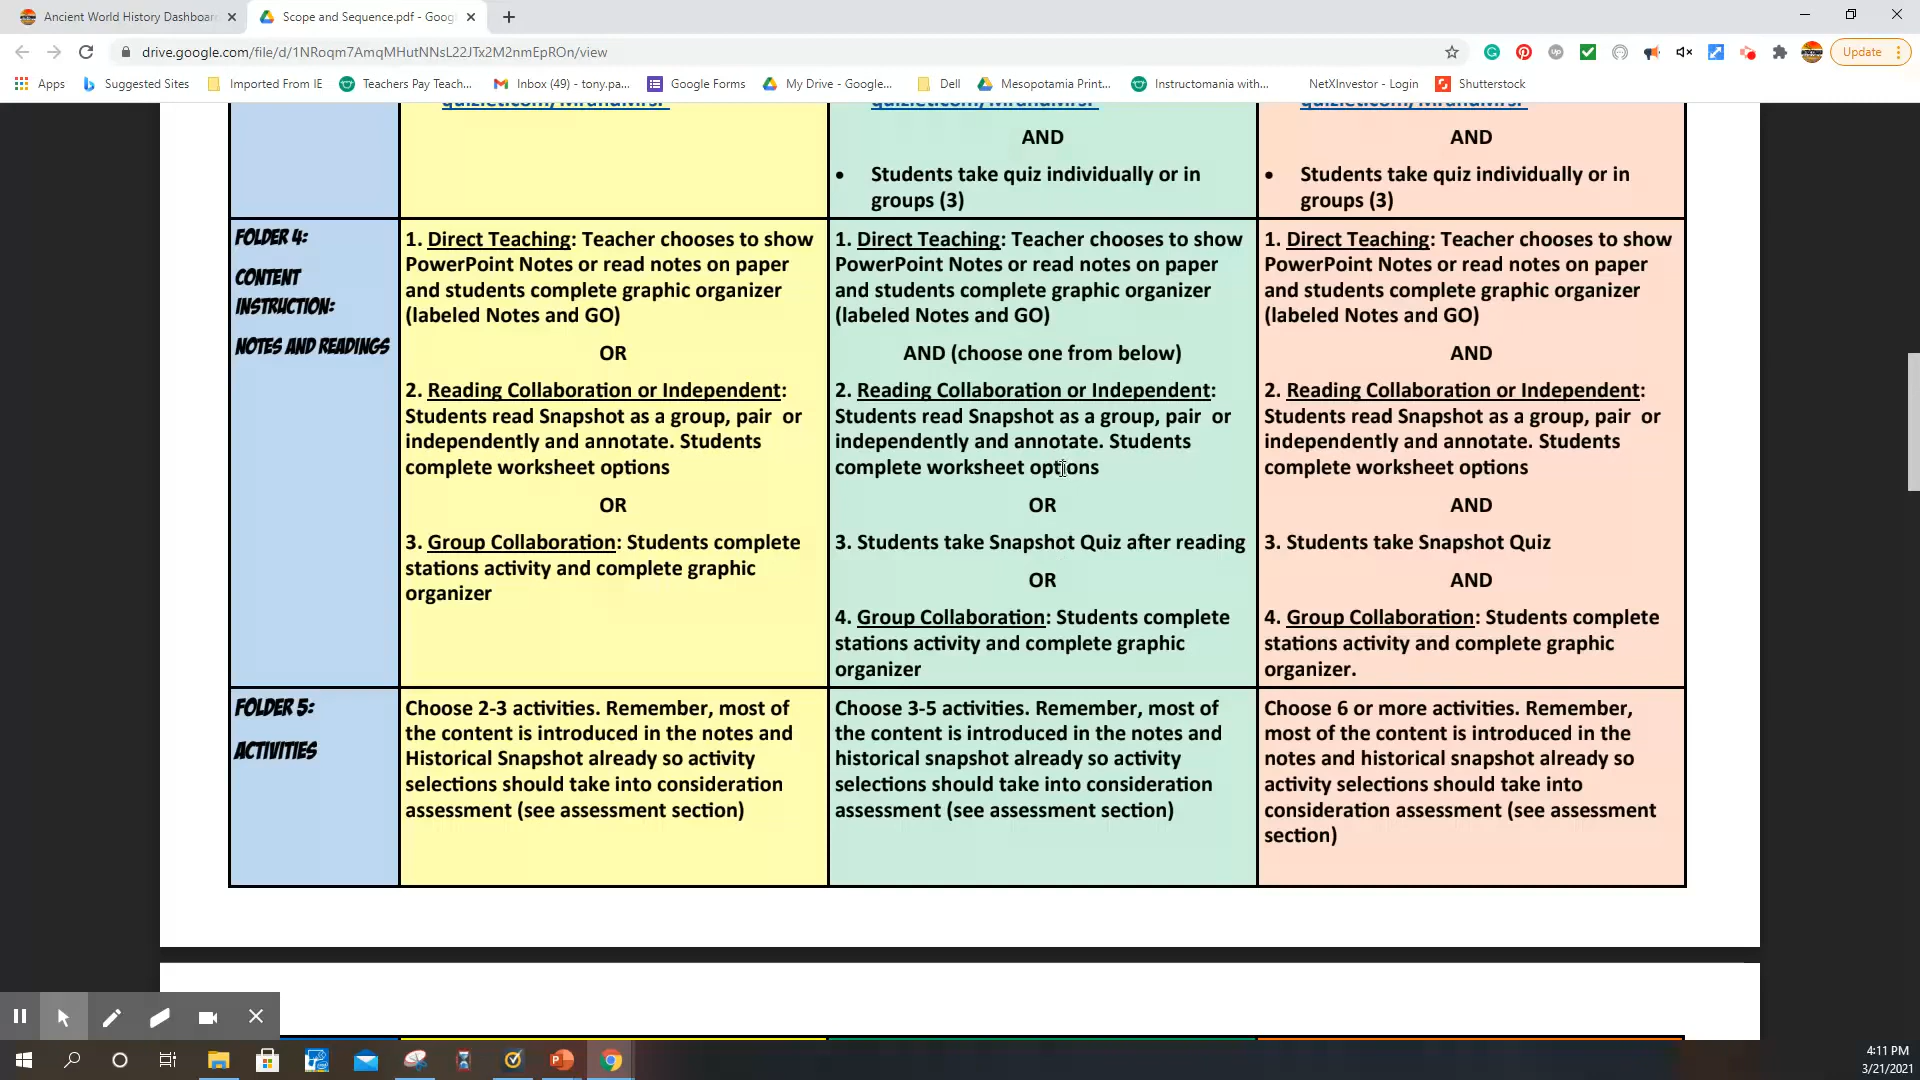 Ancient World History Dashboar
Scope and Sequence.pdf - Goog
drive.google.com/file/d/1NRoqm7AmqMHutNNsL22JTx2M2nmEpROn/view
Update
Apps
Suggested Sites
Imported From IE
Teachers Pay Teach...
Inbox (49) - tony.pa...
Google Forms
My Drive - Google...
Dell
Mesopotamia Print...
Instructomania with...
NetXInvestor - Login
Shutterstock
quizlet.com/MrandMrs.
quizlet.com/MrandMrs.
AND
• Students take quiz individually or in
groups (3)
quizlet.com/MrandMrs.
AND
• Students take quiz individually or in
groups (3)
FOLDER 4:
CONTENT
INSTRUCTION:
NOTES AND READINGS
1. Direct Teaching: Teacher chooses to show
PowerPoint Notes or read notes on paper
and students complete graphic organizer
(labeled Notes and GO)
OR
2. Reading Collaboration or Independent:
Students read Snapshot as a group, pair or
independently and annotate. Students
complete worksheet options
OR
3. Group Collaboration: Students complete
stations activity and complete graphic
organizer
1. Direct Teaching: Teacher chooses to show
PowerPoint Notes or read notes on paper
and students complete graphic organizer
(labeled Notes and GO)
AND (choose one from below)
2. Reading Collaboration or Independent:
Students read Snapshot as a group, pair or
independently and annotate. Students
complete worksheet options
OR
3. Students take Snapshot Quiz after reading
OR
4. Group Collaboration: Students complete
stations activity and complete graphic
organizer
1. Direct Teaching: Teacher chooses to show
PowerPoint Notes or read notes on paper
and students complete graphic organizer
(labeled Notes and GO)
AND
2. Reading Collaboration or Independent:
Students read Snapshot as a group, pair or
independently and annotate. Students
complete worksheet options
AND
3. Students take Snapshot Quiz
AND
4. Group Collaboration: Students complete
stations activity and complete graphic
organizer.
FOLDER 5:
ACTIVITIES
Choose 2-3 activities. Remember, most of
the content is introduced in the notes and
Historical Snapshot already so activity
selections should take into consideration
assessment (see assessment section)
Choose 3-5 activities. Remember, most of
the content is introduced in the notes and
historical snapshot already so activity
selections should take into consideration
assessment (see assessment section)
Choose 6 or more activities. Remember,
most of the content is introduced in the
notes and historical snapshot already so
activity selections should take into
consideration assessment (see assessment
section)
4:11 PM
3/21/2021